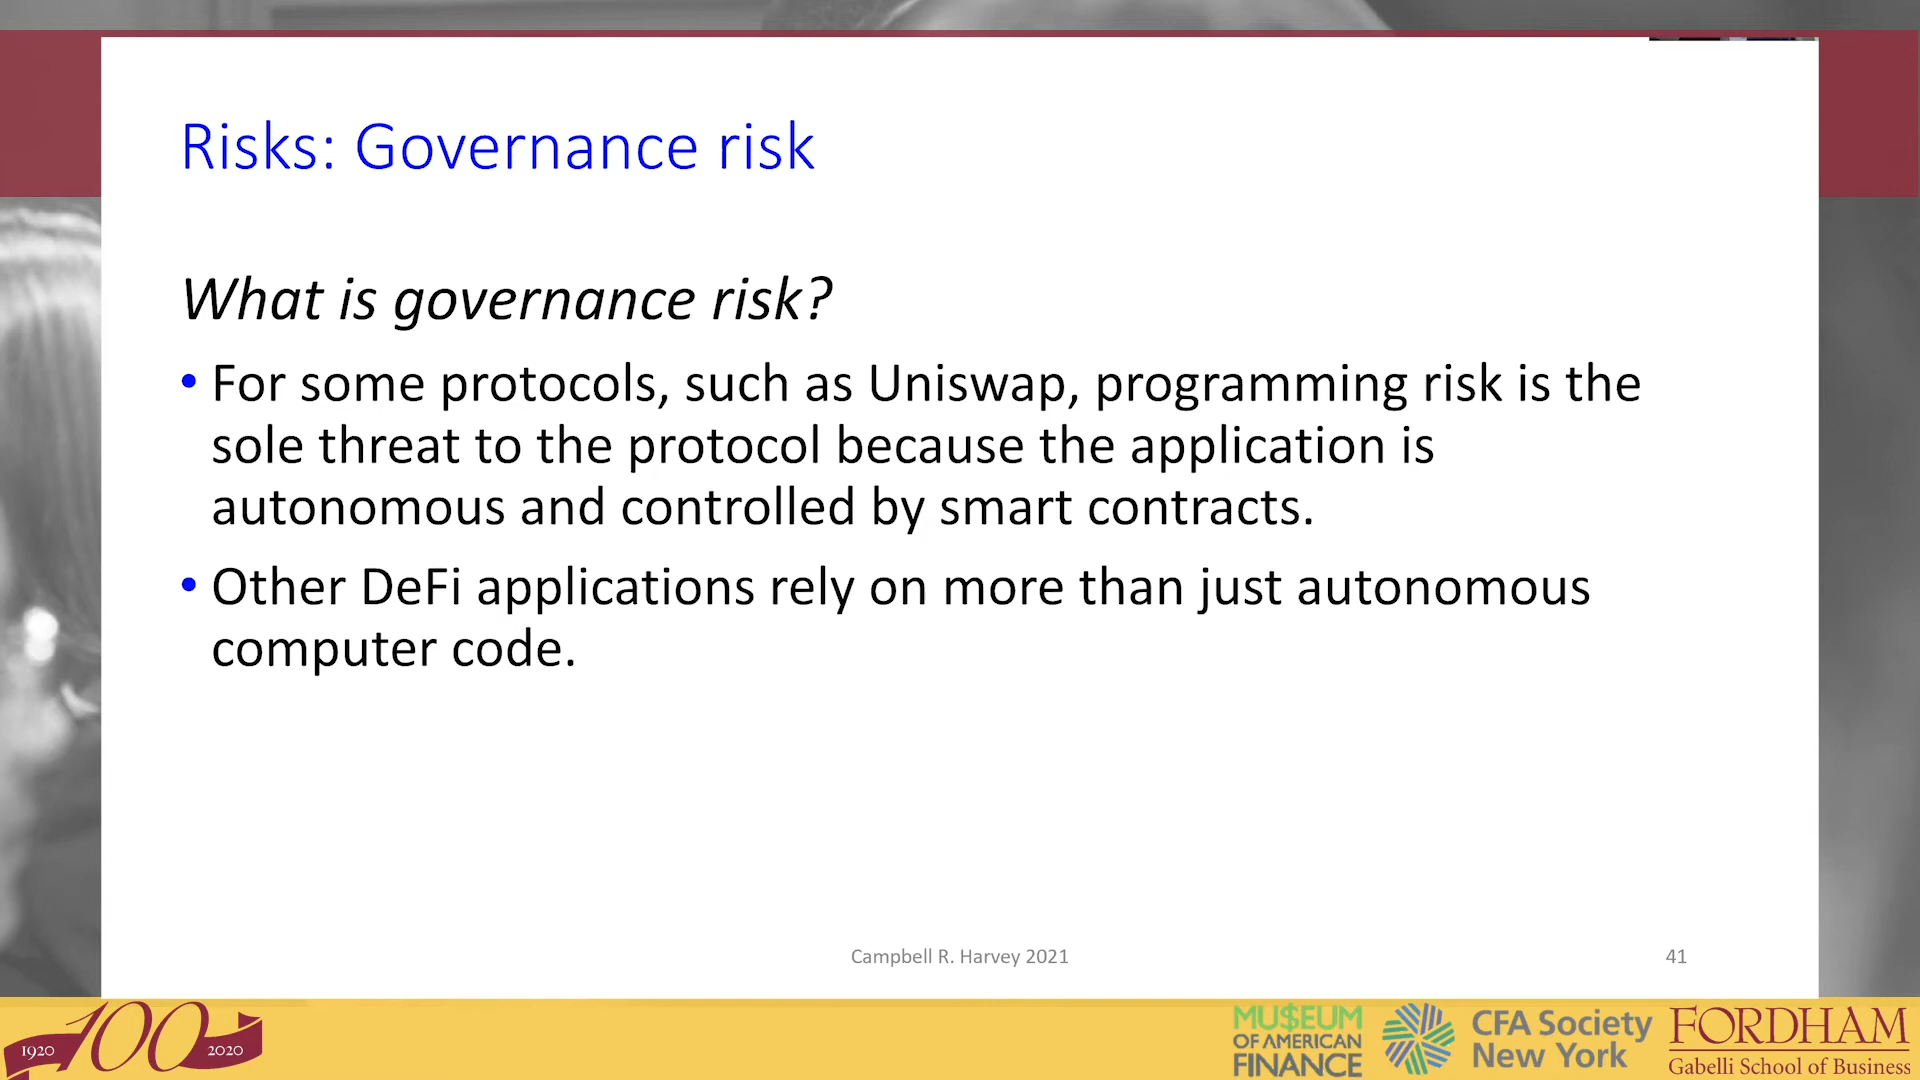 Risks: Governance risk
What is governance risk?
• For some protocols, such as Uniswap, programming risk is the
sole threat to the protocol because the application is
autonomous and controlled by smart contracts.
• Other DeFi applications rely on more than just autonomous
computer code.
Campbell R. Harvey 2021
41
1920 100 2020
MU$EUM
OF AMERICAN
FINANCE
CFA Society
New York
FORDHAM
Gabelli School of Business